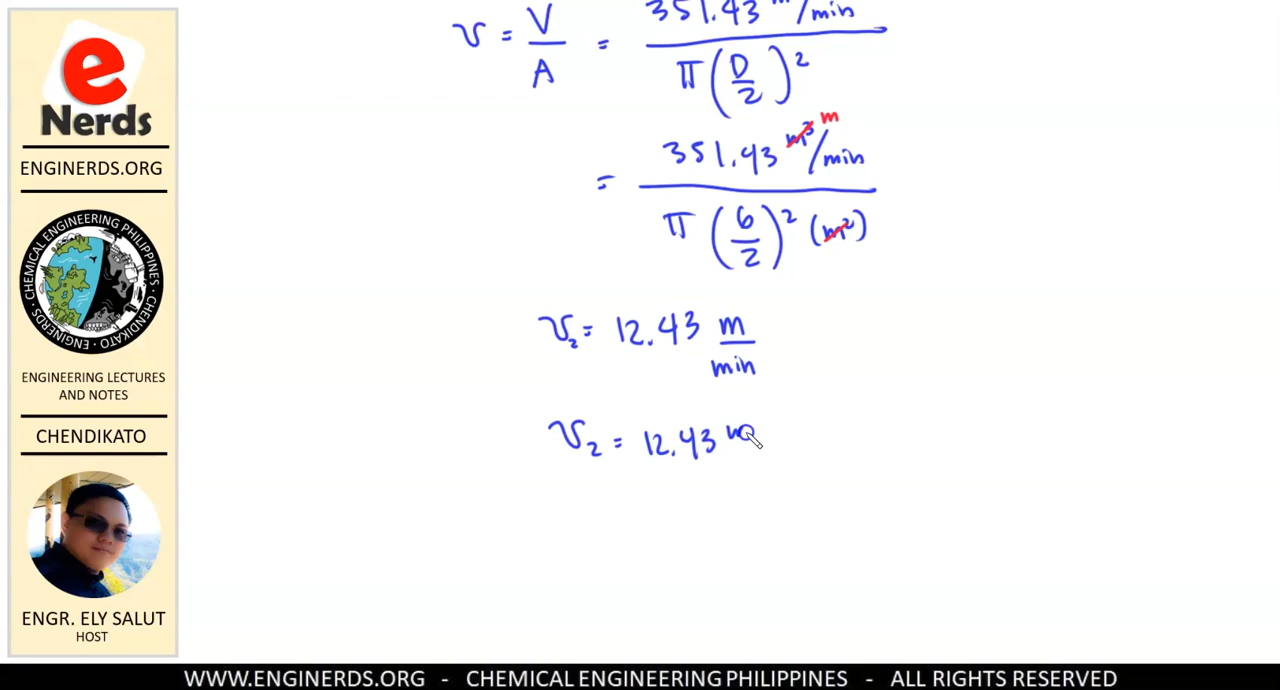 e
Nerds
ENGINERDS.ORG
CHEMICAL ENGINEERING PHILIPPINES
CHENDIKATO · ENGINERDS
ENGINEERING LECTURES
AND NOTES
CHENDIKATO
ENGR. ELY SALUT
HOST
v = V/A = 351.43 m/min / π(D/2)²
= 351.43 m³/min / π(6/2)² (m²)
m
v₂ = 12.43 m/min
v₂ = 12.43 m
WWW.ENGINERDS.ORG - CHEMICAL ENGINEERING PHILIPPINES - ALL RIGHTS RESERVED